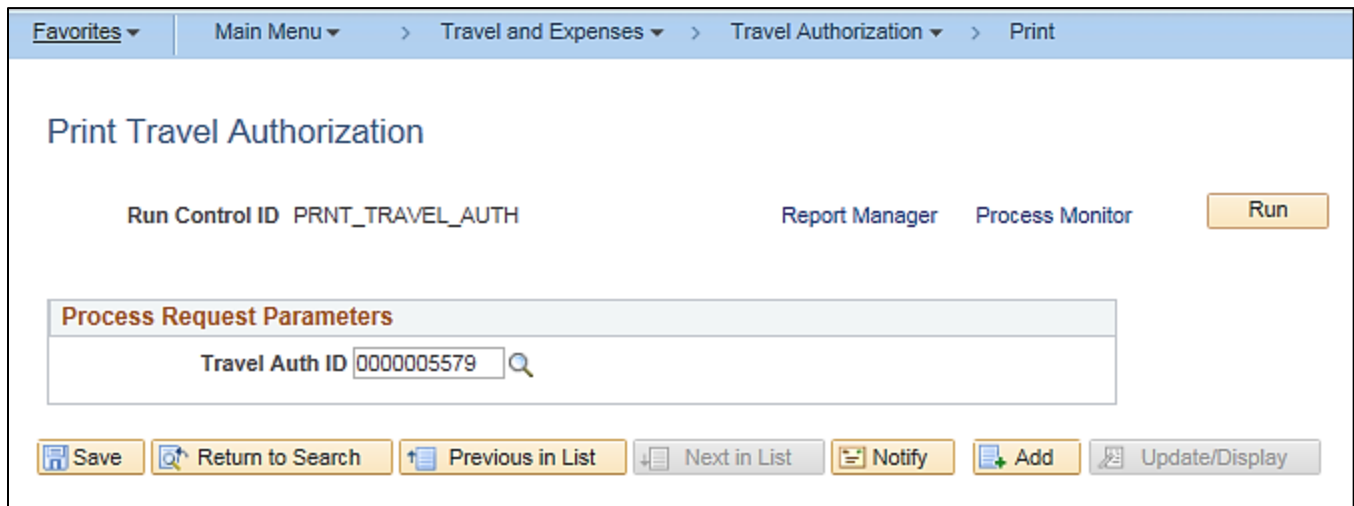 Favorites Main Menu > Travel and Expenses > Travel Authorization > Print
Print Travel Authorization
Run Control ID PRNT_TRAVEL_AUTH Report Manager Process Monitor Run
Process Request Parameters
Travel Auth ID 0000005579
Save Return to Search Previous in List Next in List Notify Add Update/Display